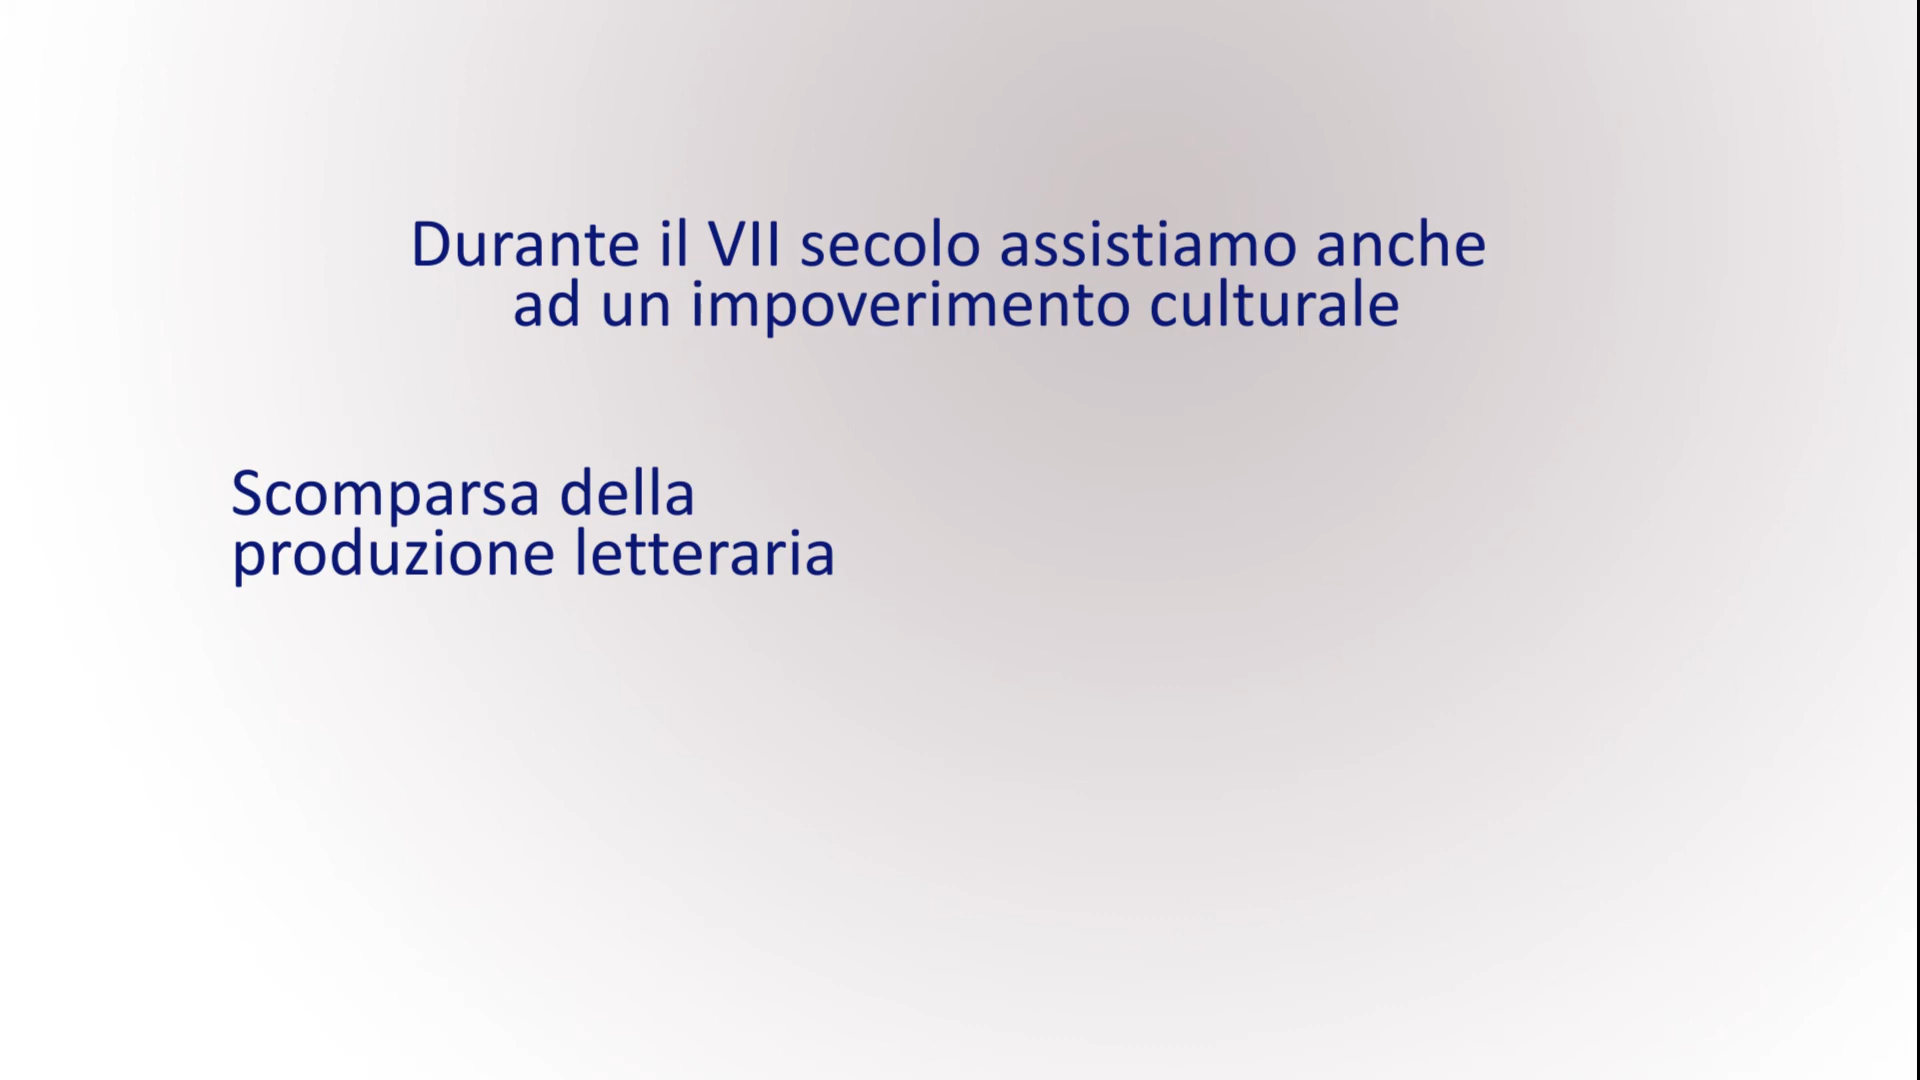 Durante il VII secolo assistiamo anche
ad un impoverimento culturale
Scomparsa della
produzione letteraria